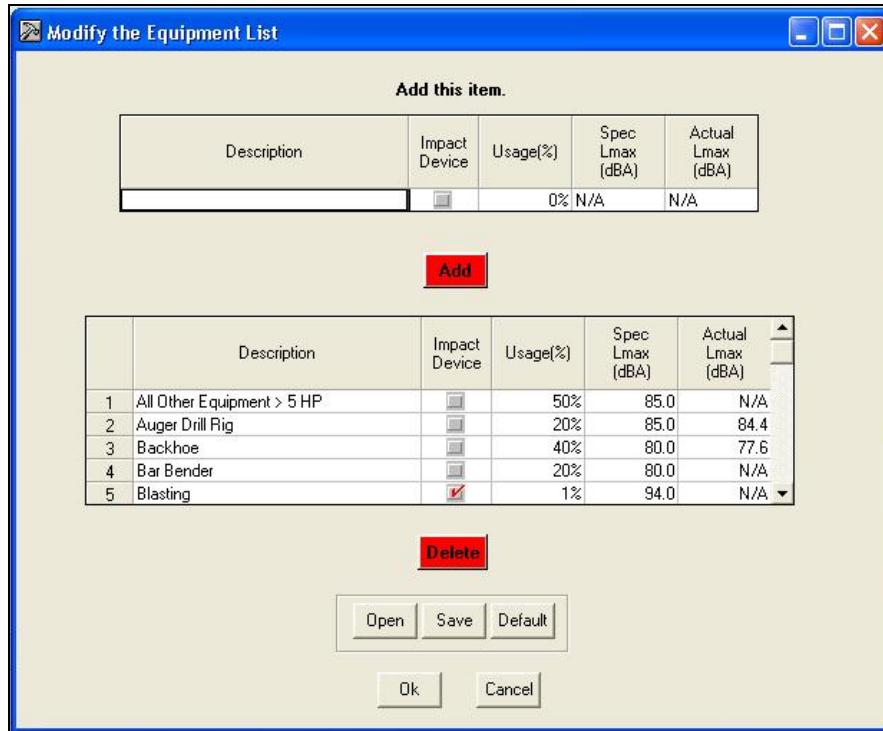 Modify the Equipment List
Add this item.
Description Impact Device Usage(%) Spec Lmax (dBA) Actual Lmax (dBA)
0% N/A N/A
Add
Description Impact Device Usage(%) Spec Lmax (dBA) Actual Lmax (dBA)
1 All Other Equipment > 5 HP 50% 85.0 N/A
2 Auger Drill Rig 20% 85.0 84.4
3 Backhoe 40% 80.0 77.6
4 Bar Bender 20% 80.0 N/A
5 Blasting 1% 94.0 N/A
Delete
Open Save Default
Ok Cancel